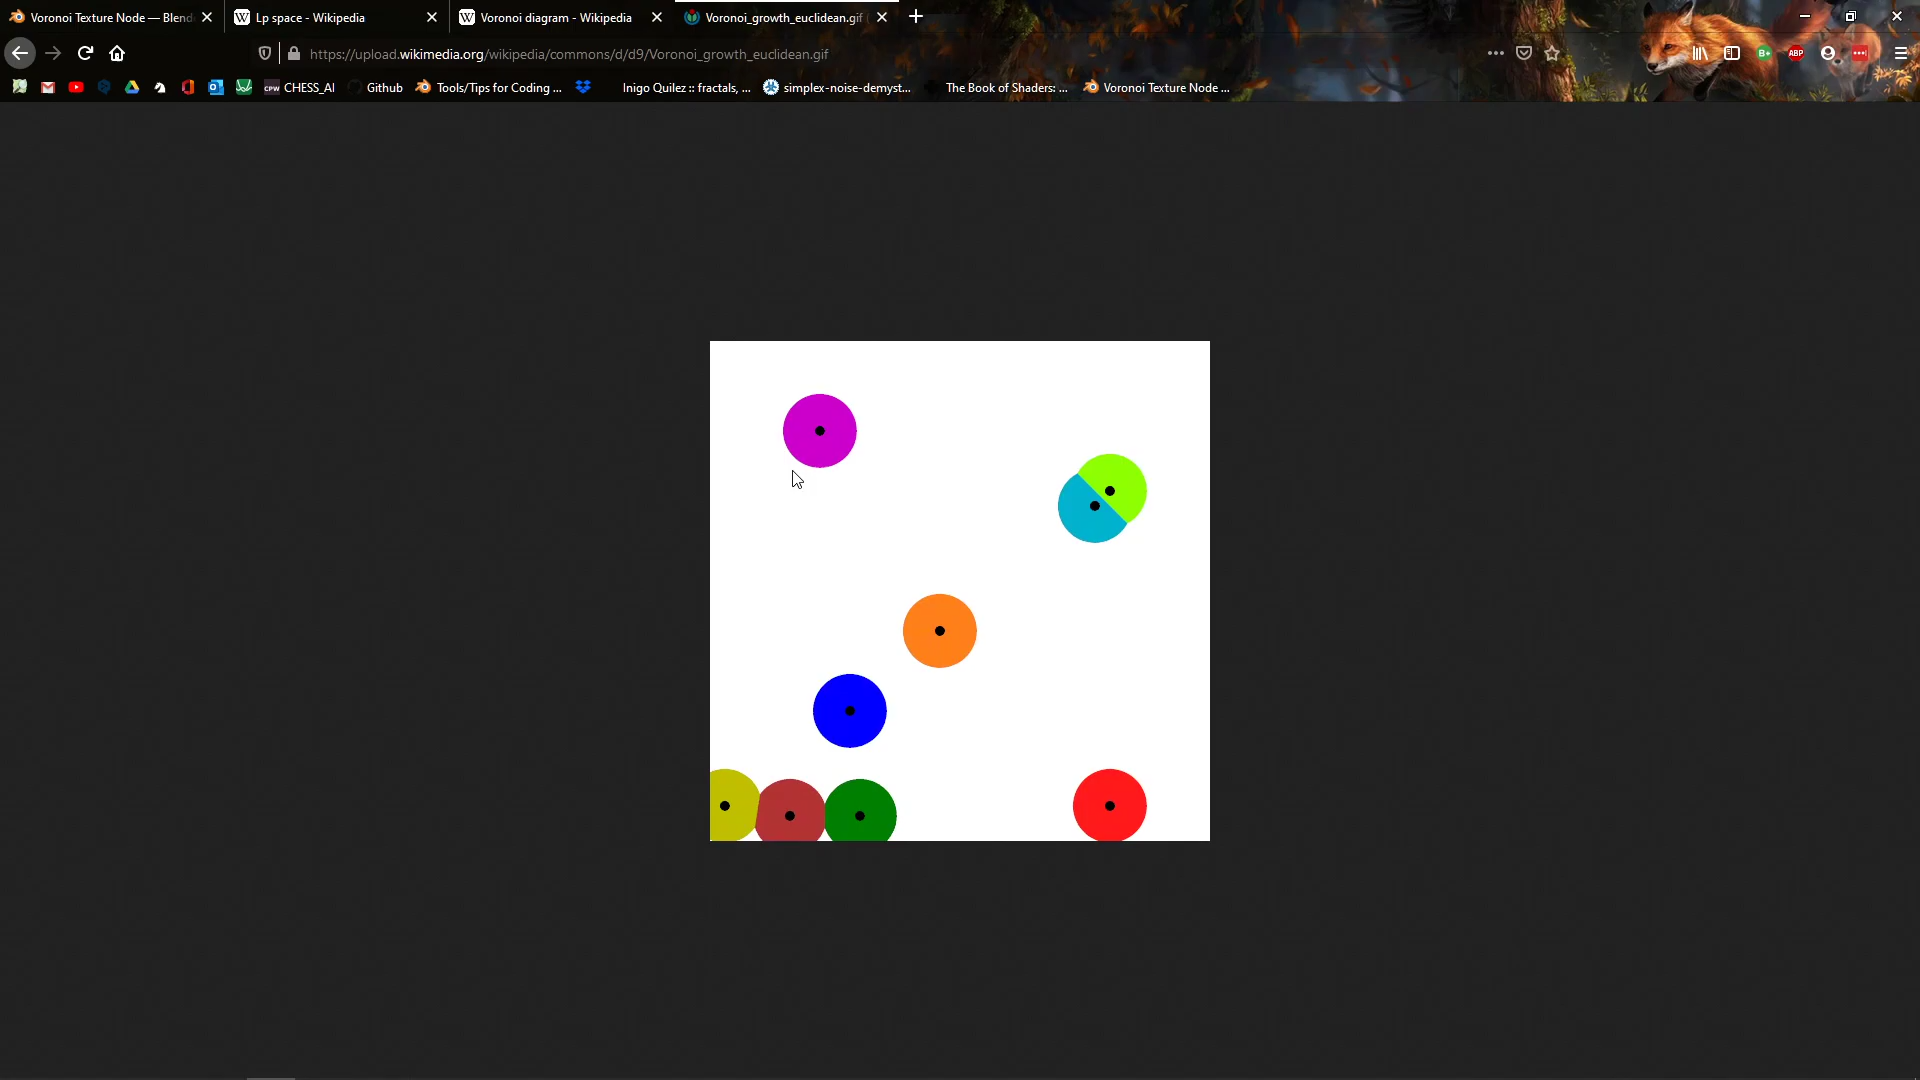 Voronoi Texture Node — Blend
Lp space - Wikipedia
Voronoi diagram - Wikipedia
Voronoi_growth_euclidean.gif
https://upload.wikimedia.org/wikipedia/commons/d/d9/Voronoi_growth_euclidean.gif
B+
ABP
CPW CHESS_AI
Github
Tools/Tips for Coding ...
Inigo Quilez :: fractals, ...
simplex-noise-demyst...
The Book of Shaders: ...
Voronoi Texture Node ...